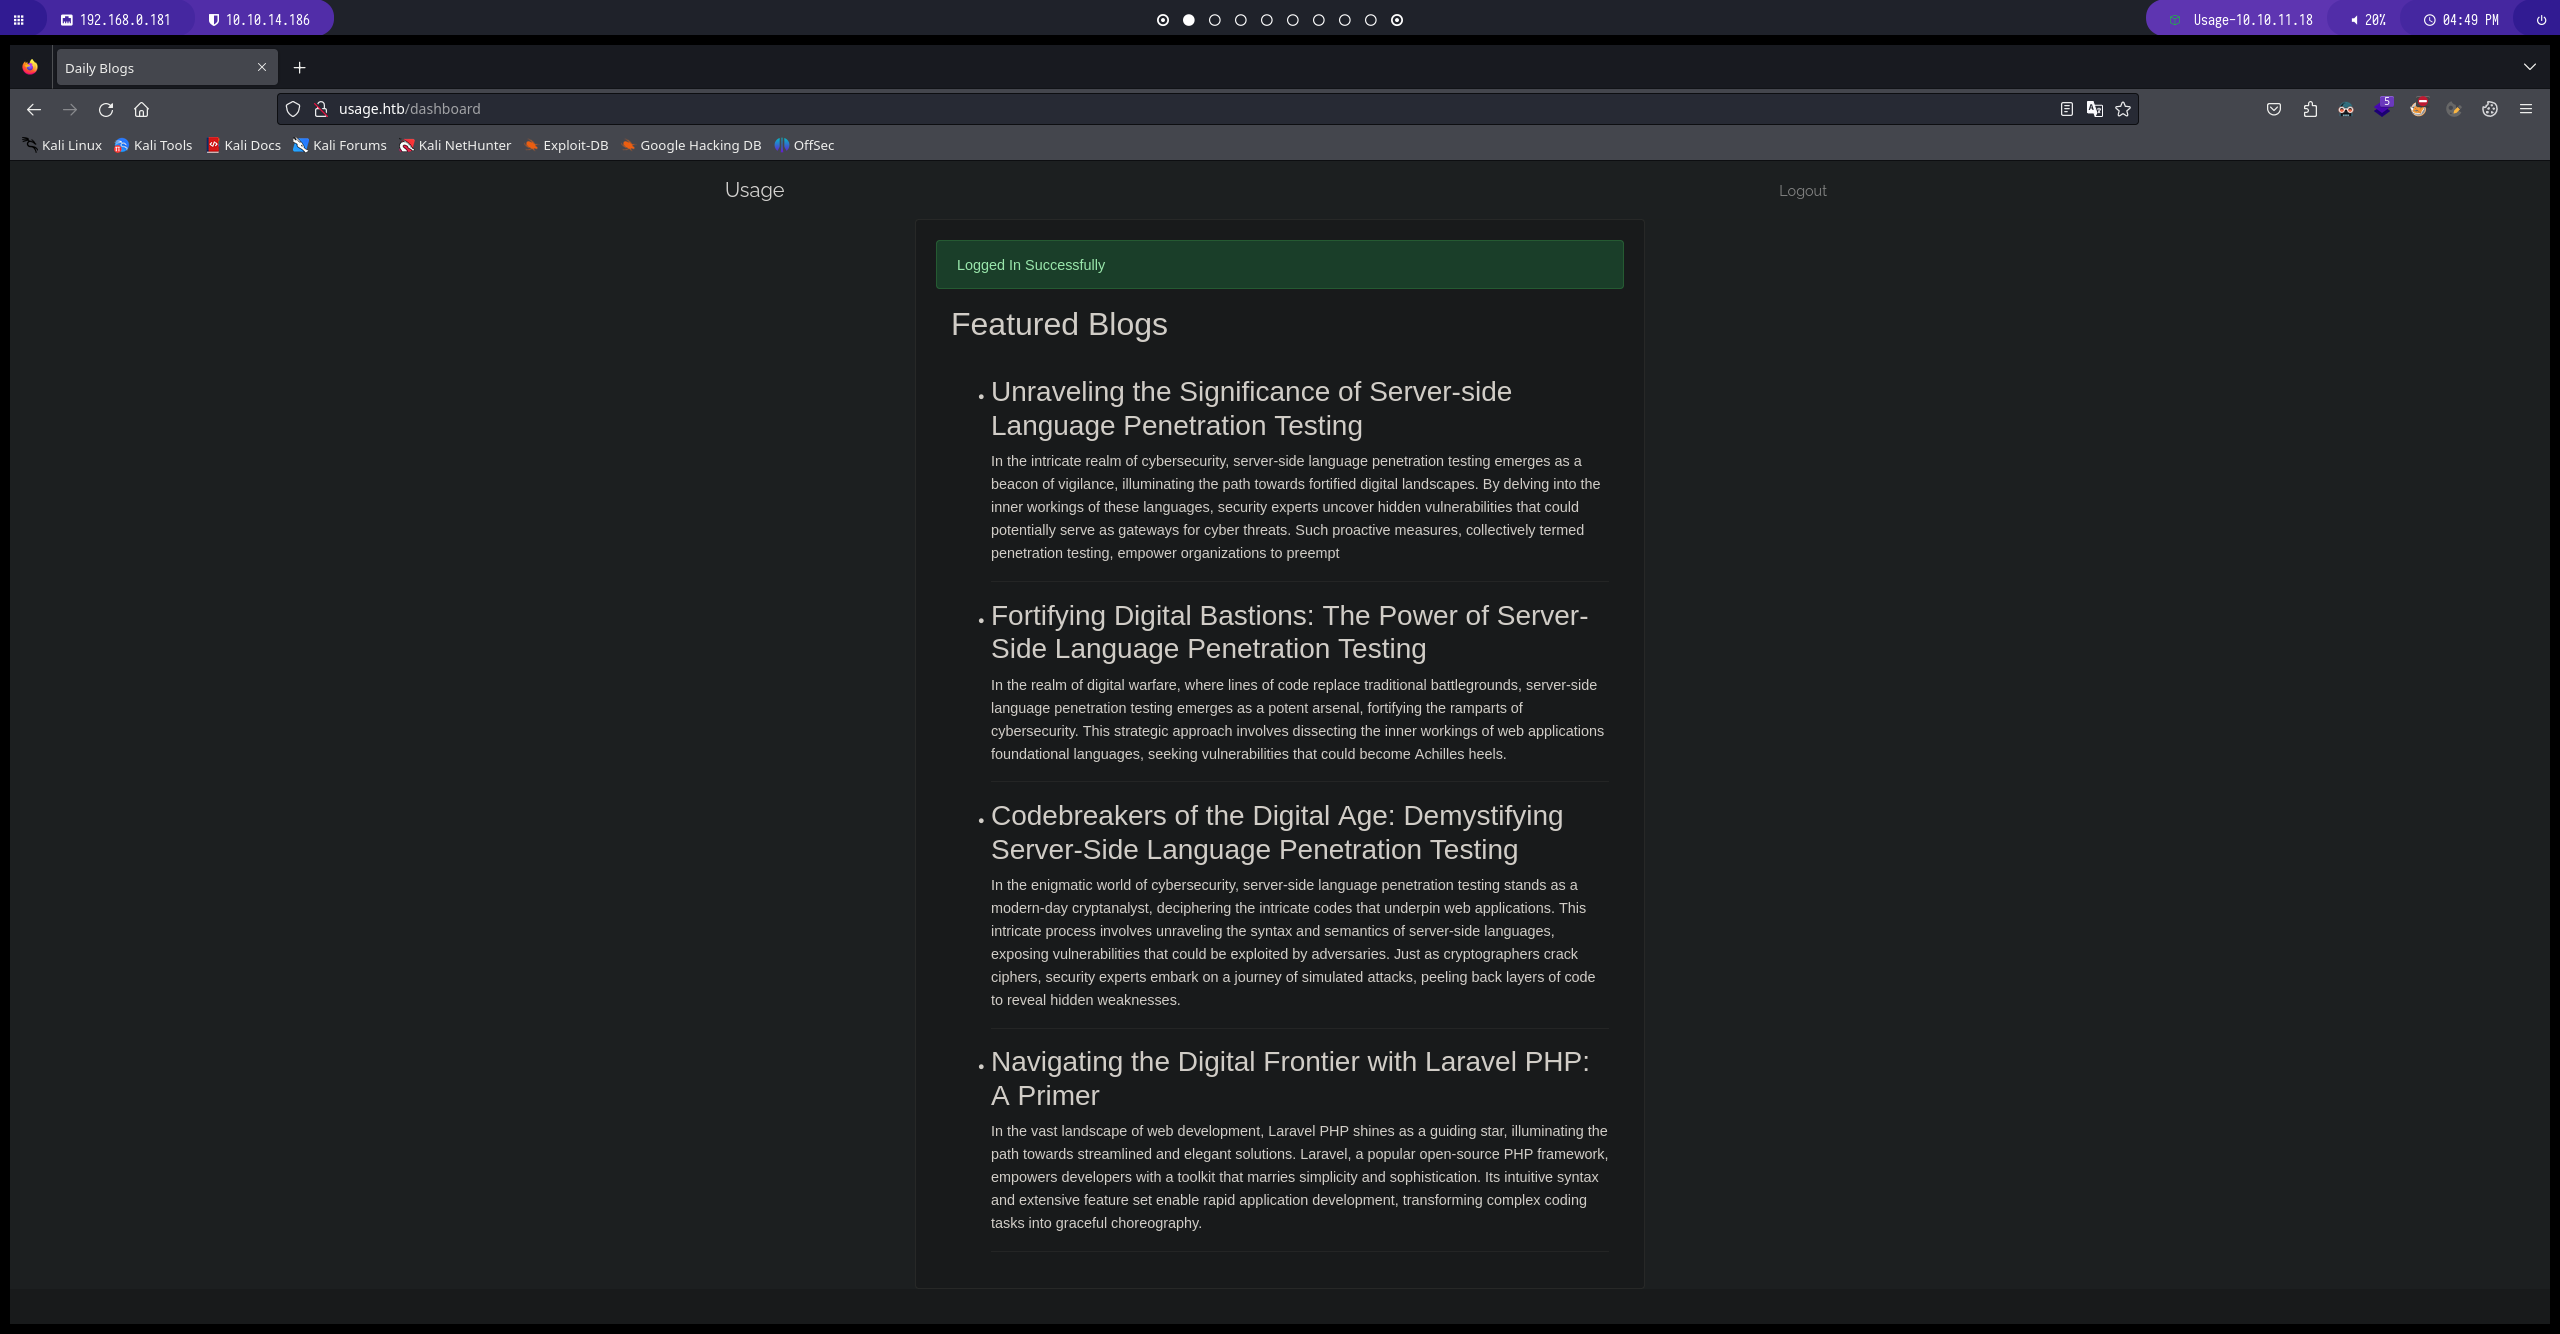 192.168.0.181 10.10.14.186 Usage-10.10.11.18 20% 04:49 PM
Daily Blogs
usage.htb/dashboard 5
Kali Linux Kali Tools Kali Docs Kali Forums Kali NetHunter Exploit-DB Google Hacking DB OffSec
Usage Logout
Logged In Successfully
Featured Blogs
• Unraveling the Significance of Server-side
Language Penetration Testing
In the intricate realm of cybersecurity, server-side language penetration testing emerges as a
beacon of vigilance, illuminating the path towards fortified digital landscapes. By delving into the
inner workings of these languages, security experts uncover hidden vulnerabilities that could
potentially serve as gateways for cyber threats. Such proactive measures, collectively termed
penetration testing, empower organizations to preempt
• Fortifying Digital Bastions: The Power of Server-
Side Language Penetration Testing
In the realm of digital warfare, where lines of code replace traditional battlegrounds, server-side
language penetration testing emerges as a potent arsenal, fortifying the ramparts of
cybersecurity. This strategic approach involves dissecting the inner workings of web applications
foundational languages, seeking vulnerabilities that could become Achilles heels.
• Codebreakers of the Digital Age: Demystifying
Server-Side Language Penetration Testing
In the enigmatic world of cybersecurity, server-side language penetration testing stands as a
modern-day cryptanalyst, deciphering the intricate codes that underpin web applications. This
intricate process involves unraveling the syntax and semantics of server-side languages,
exposing vulnerabilities that could be exploited by adversaries. Just as cryptographers crack
ciphers, security experts embark on a journey of simulated attacks, peeling back layers of code
to reveal hidden weaknesses.
• Navigating the Digital Frontier with Laravel PHP:
A Primer
In the vast landscape of web development, Laravel PHP shines as a guiding star, illuminating the
path towards streamlined and elegant solutions. Laravel, a popular open-source PHP framework,
empowers developers with a toolkit that marries simplicity and sophistication. Its intuitive syntax
and extensive feature set enable rapid application development, transforming complex coding
tasks into graceful choreography.